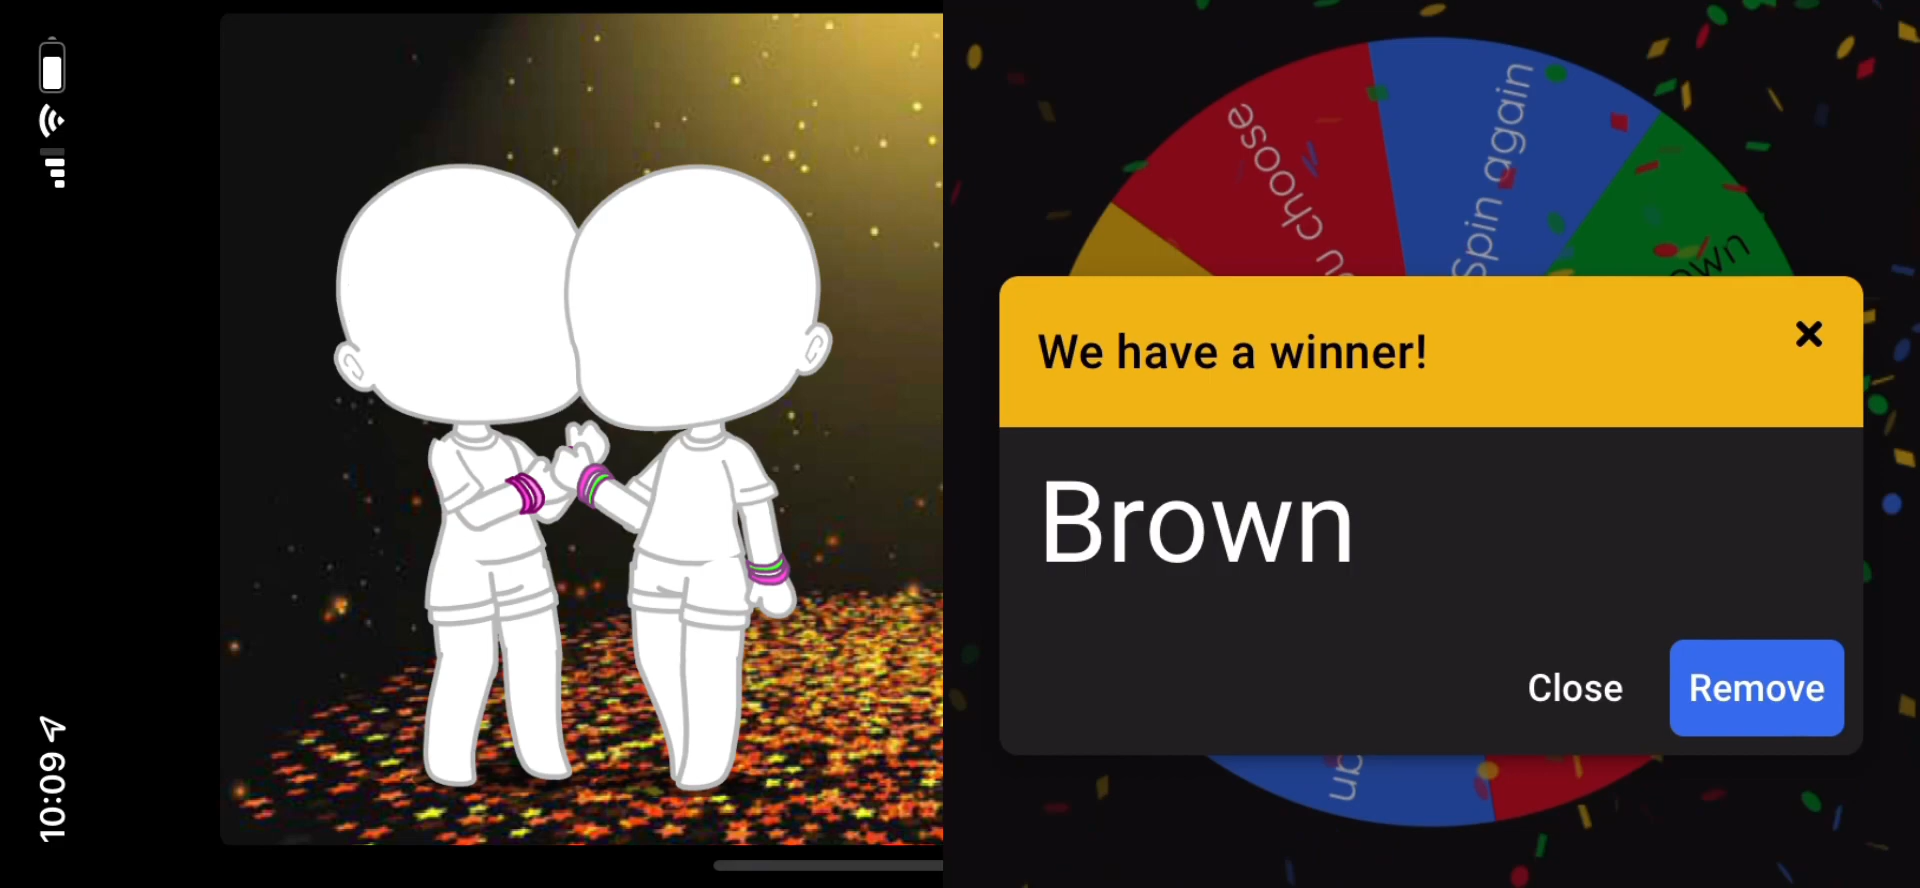 10:09
choose
Spin again
We have a winner!
Brown
Close
Remove